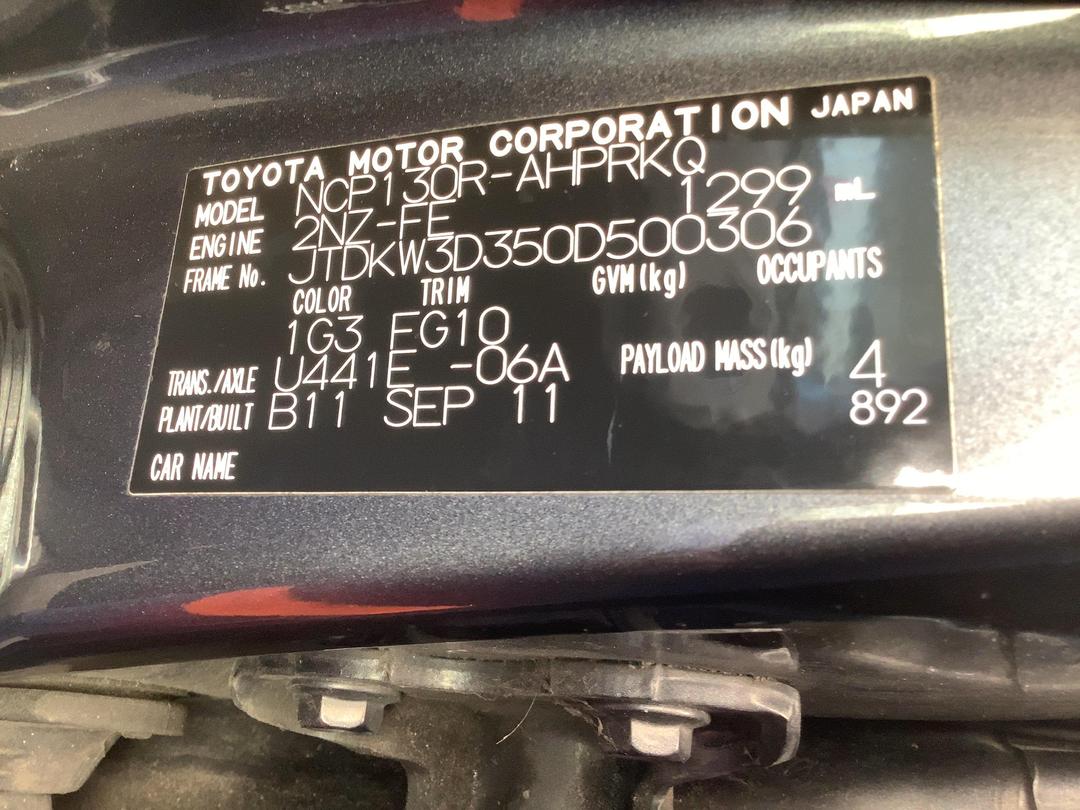 TOYOTA MOTOR CORPORATION JAPAN
MODEL NCP130R-AHPRKQ
ENGINE 2NZ-FE 1299 mL
FRAME No. JTDKW3D350D500306
COLOR TRIM GVM(kg) OCCUPANTS
1G3 FG10
TRANS./AXLE U441E -06A PAYLOAD MASS(kg) 4
PLANT/BUILT B11 SEP 11 892
CAR NAME